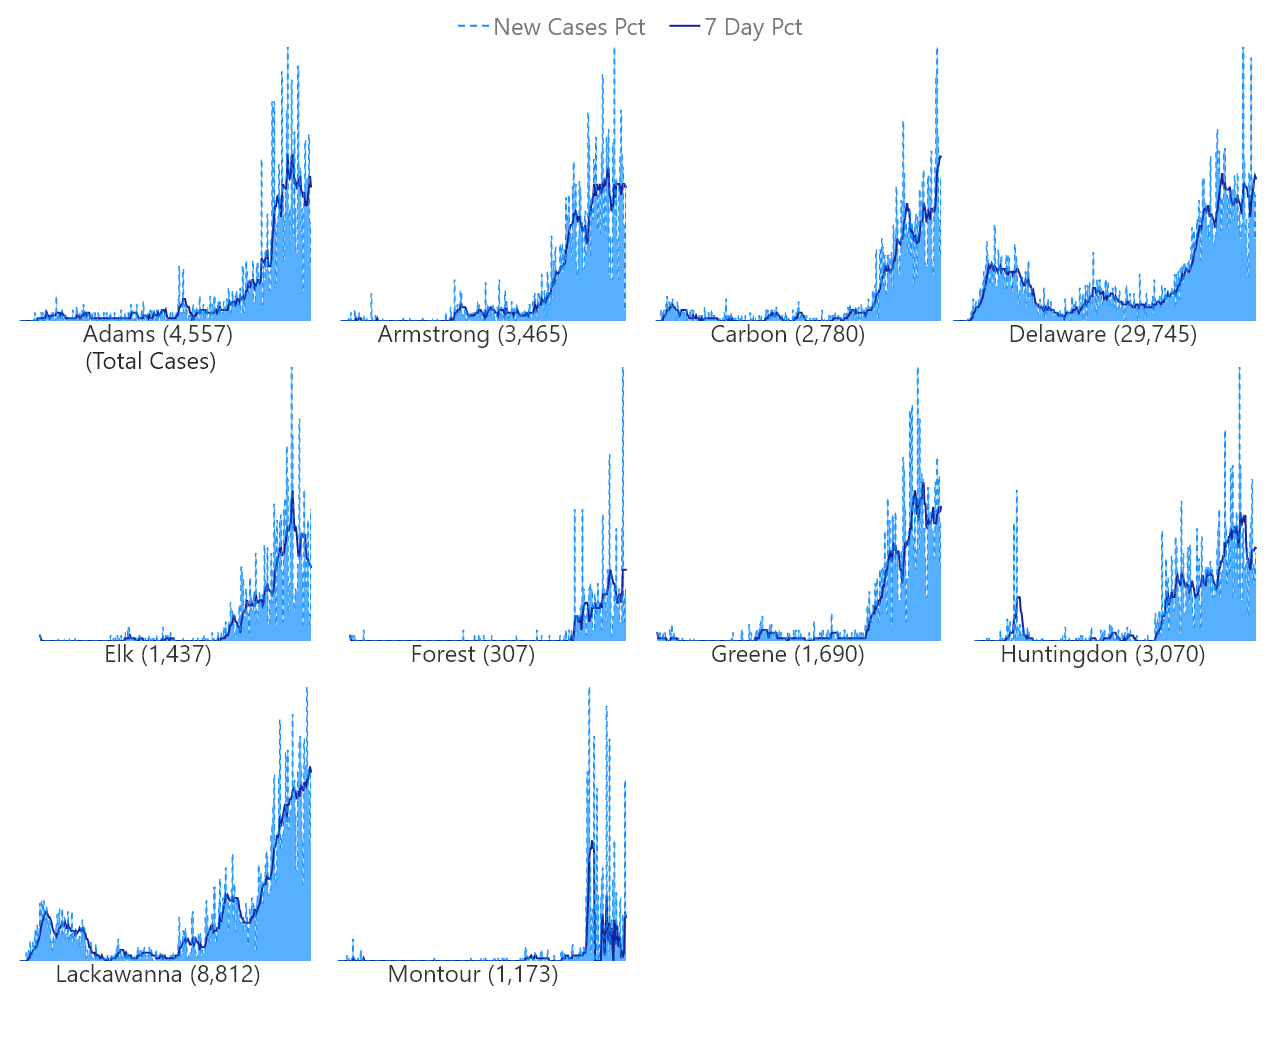 New Cases Pct 7 Day Pct
Adams (4,557) Armstrong (3,465) Carbon (2,780) Delaware (29,745)
(Total Cases)
Elk (1,437) Forest (307) Greene (1,690) Huntingdon (3,070)
Lackawanna (8,812) Montour (1,173)